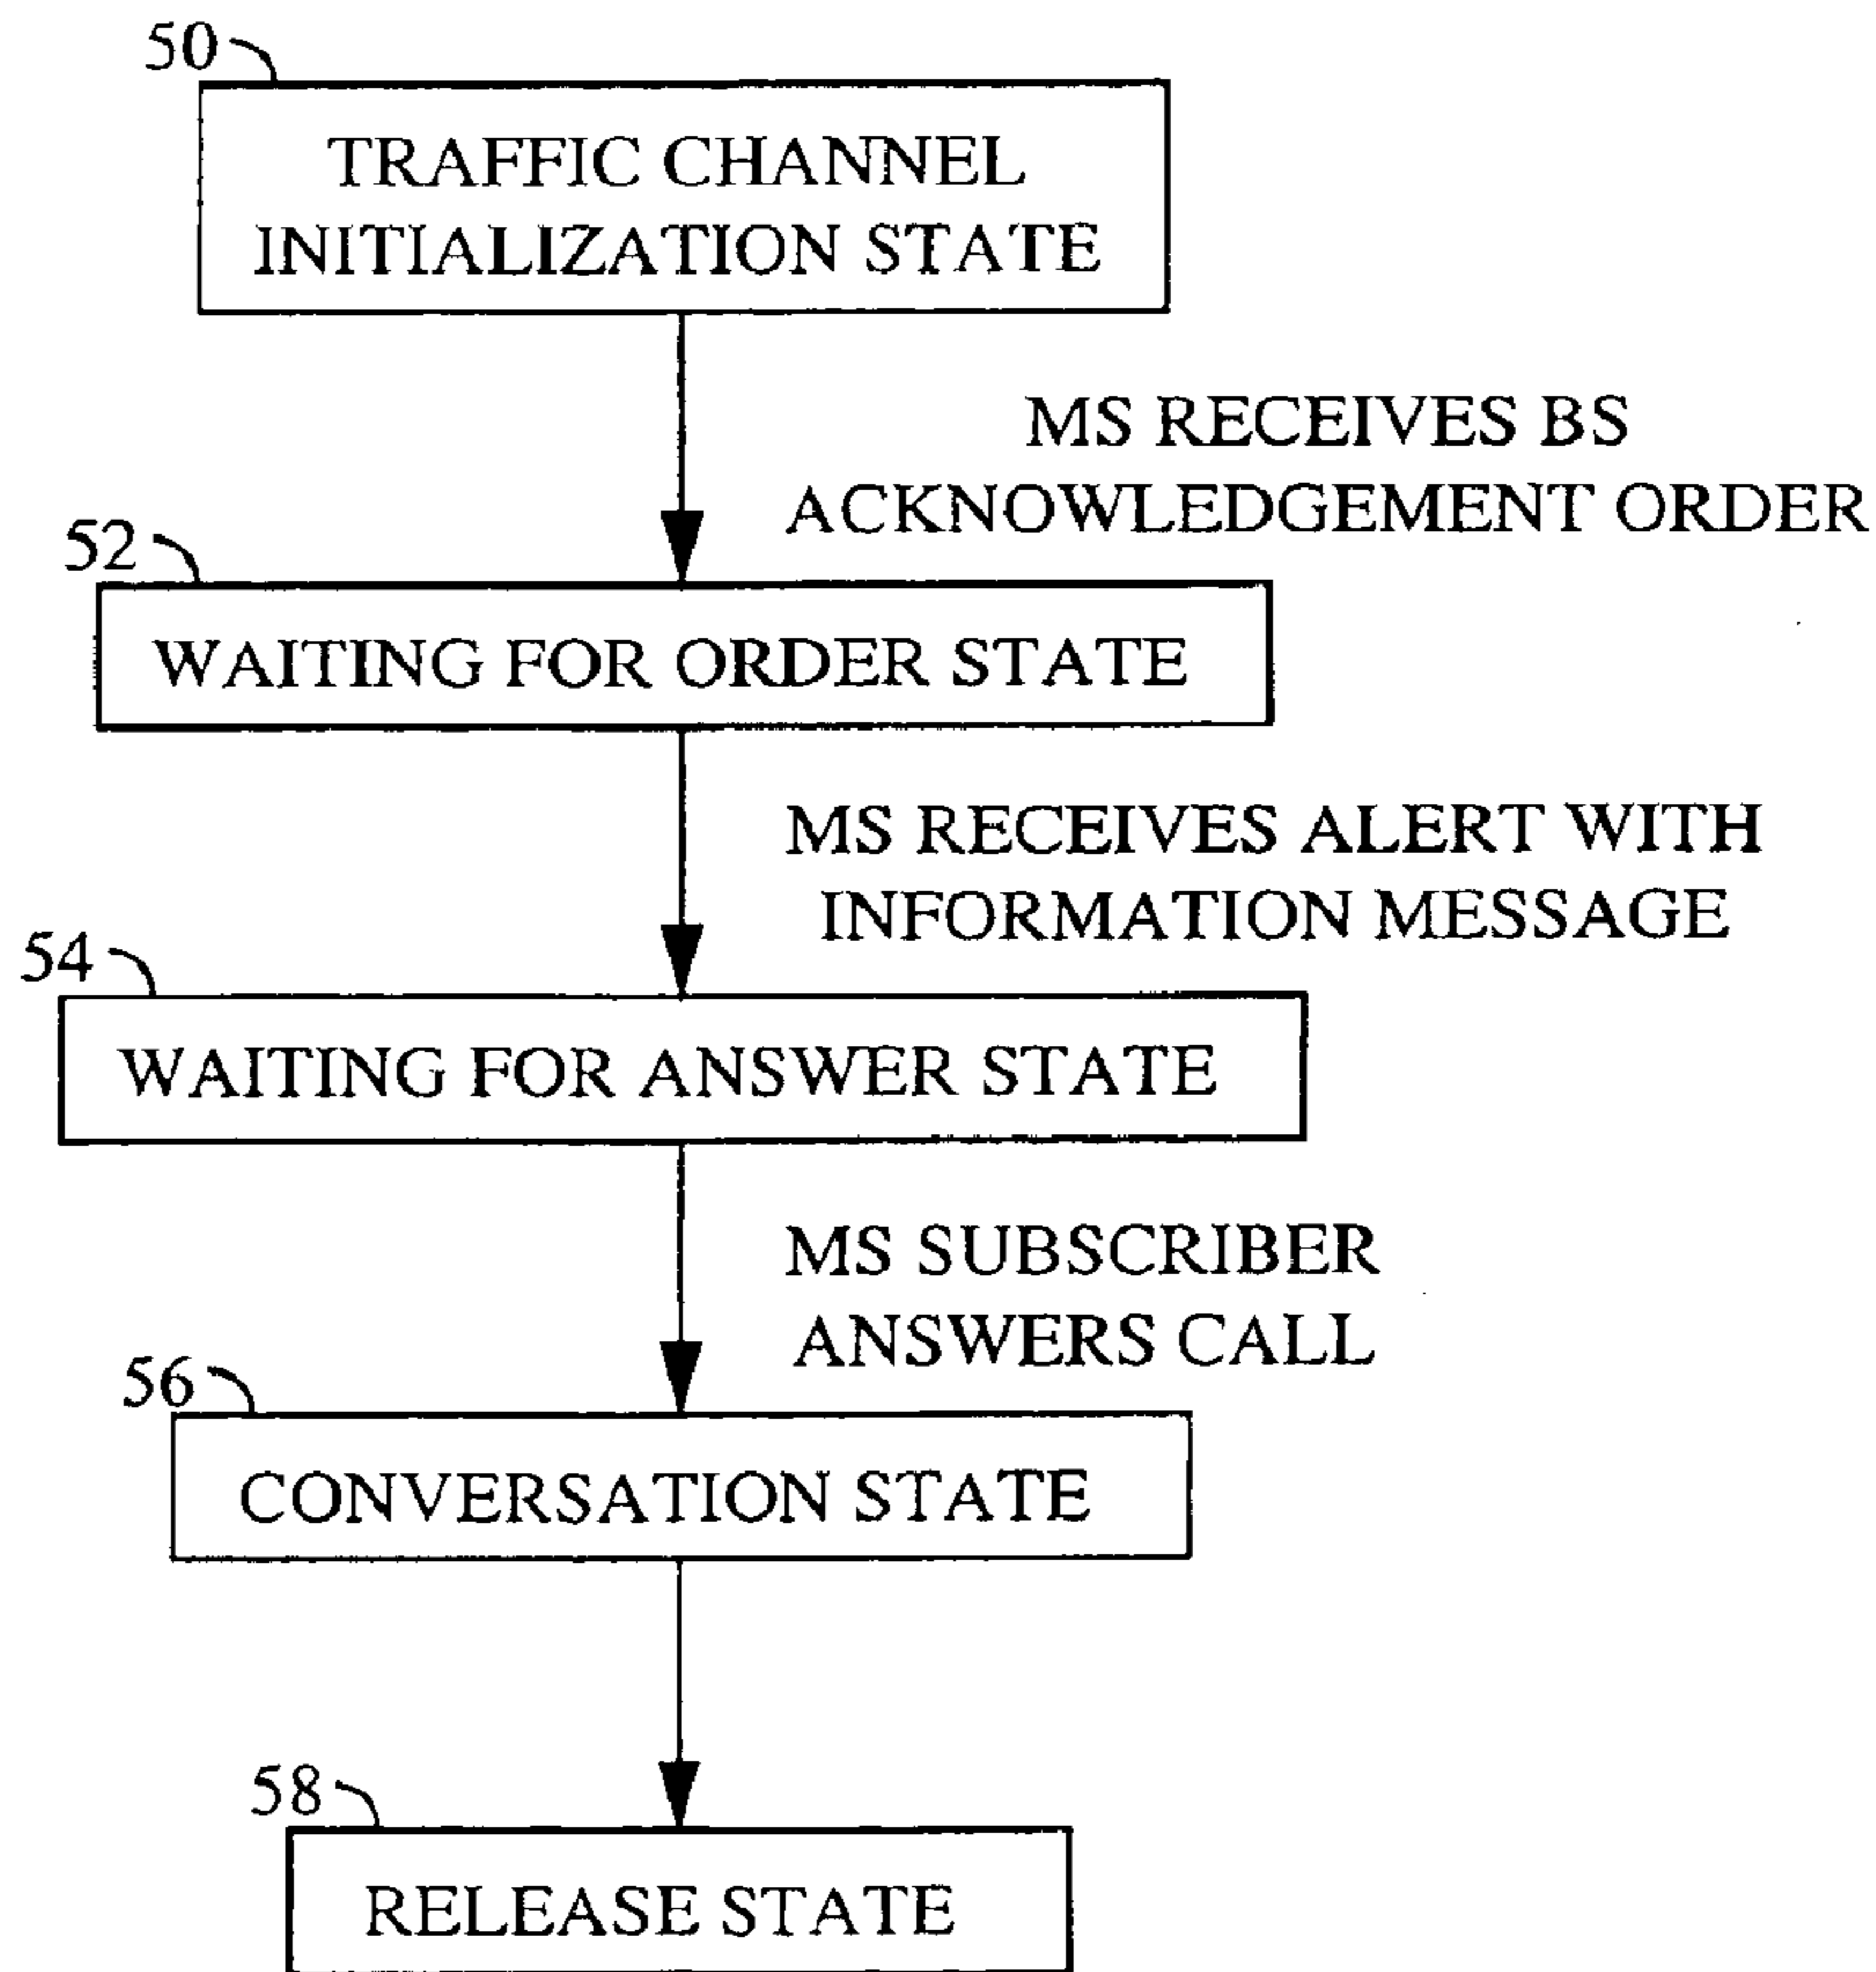 50
TRAFFIC CHANNEL
INITIALIZATION STATE
MS RECEIVES BS
ACKNOWLEDGEMENT ORDER
52
WAITING FOR ORDER STATE
MS RECEIVES ALERT WITH
INFORMATION MESSAGE
54
WAITING FOR ANSWER STATE
MS SUBSCRIBER
ANSWERS CALL
56
CONVERSATION STATE
58
RELEASE STATE